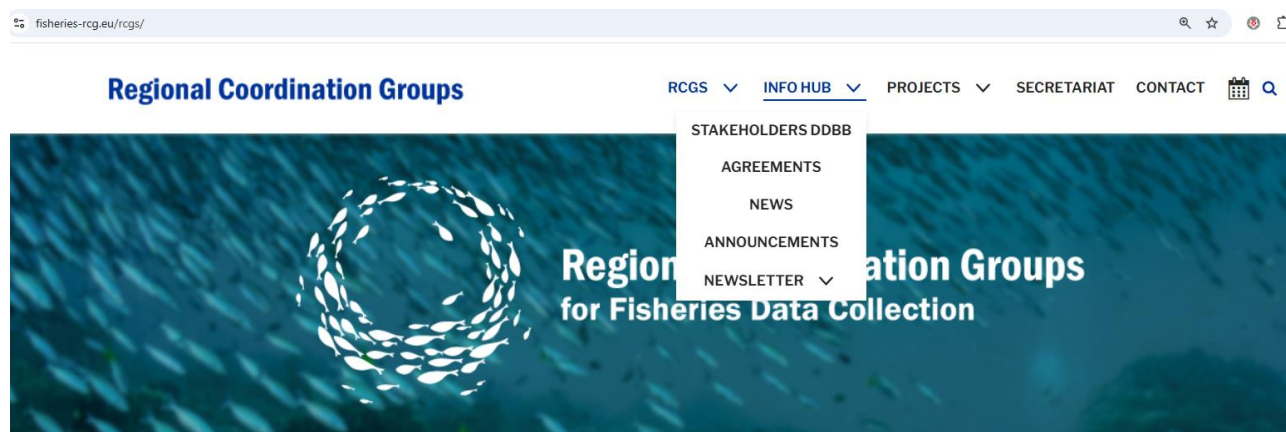 fisheries-rcg.eu/rcgs/
Regional Coordination Groups
RCGS INFO HUB PROJECTS SECRETARIAT CONTACT
STAKEHOLDERS DDBB
AGREEMENTS
NEWS
ANNOUNCEMENTS
NEWSLETTER
Region ation Groups
for Fisheries Data Collection